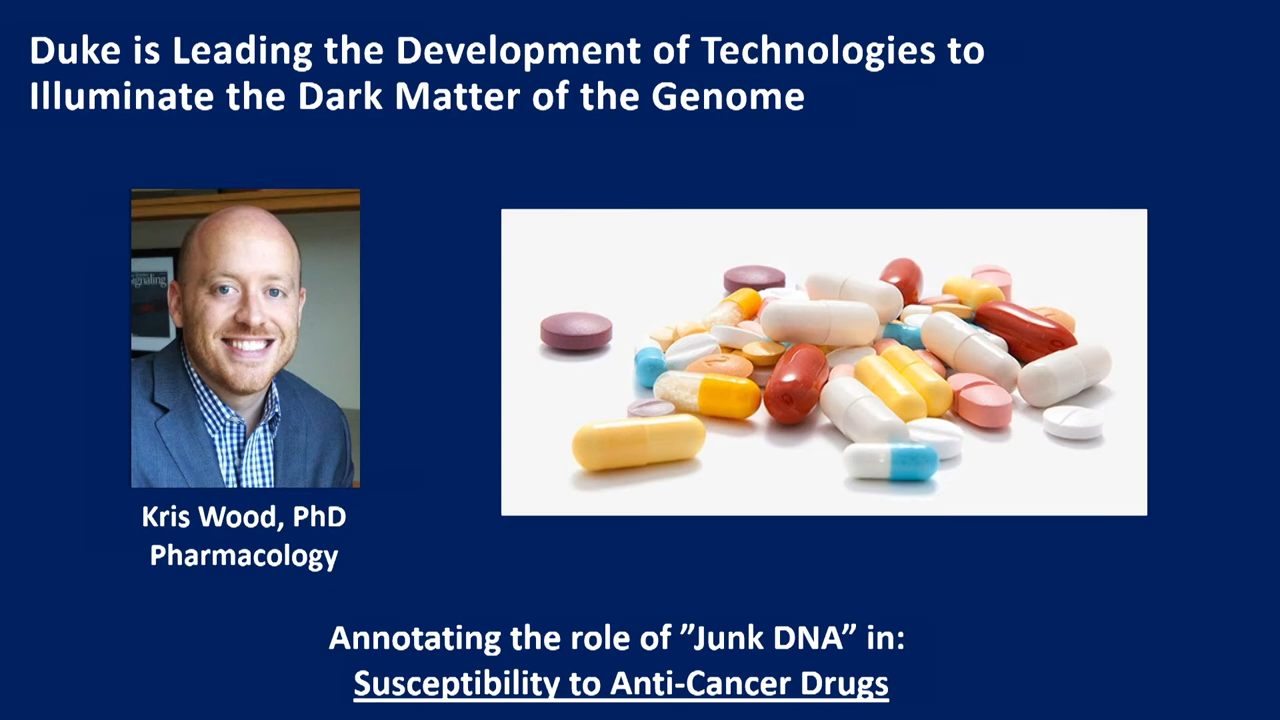 Duke is Leading the Development of Technologies to
Illuminate the Dark Matter of the Genome
Kris Wood, PhD
Pharmacology
Annotating the role of ”Junk DNA” in:
Susceptibility to Anti-Cancer Drugs